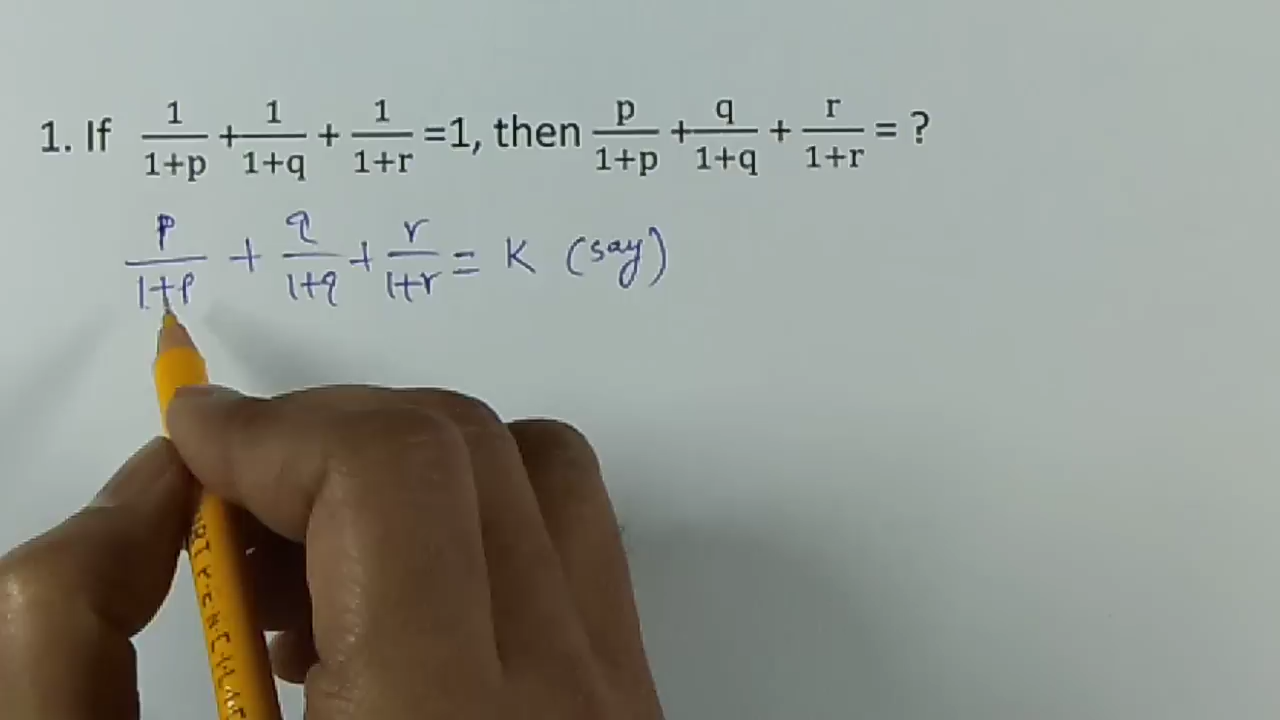 1. If 1/(1+p) + 1/(1+q) + 1/(1+r) =1, then p/(1+p) + q/(1+q) + r/(1+r) = ?
p/(1+p) + q/(1+q) + r/(1+r) = K (say)